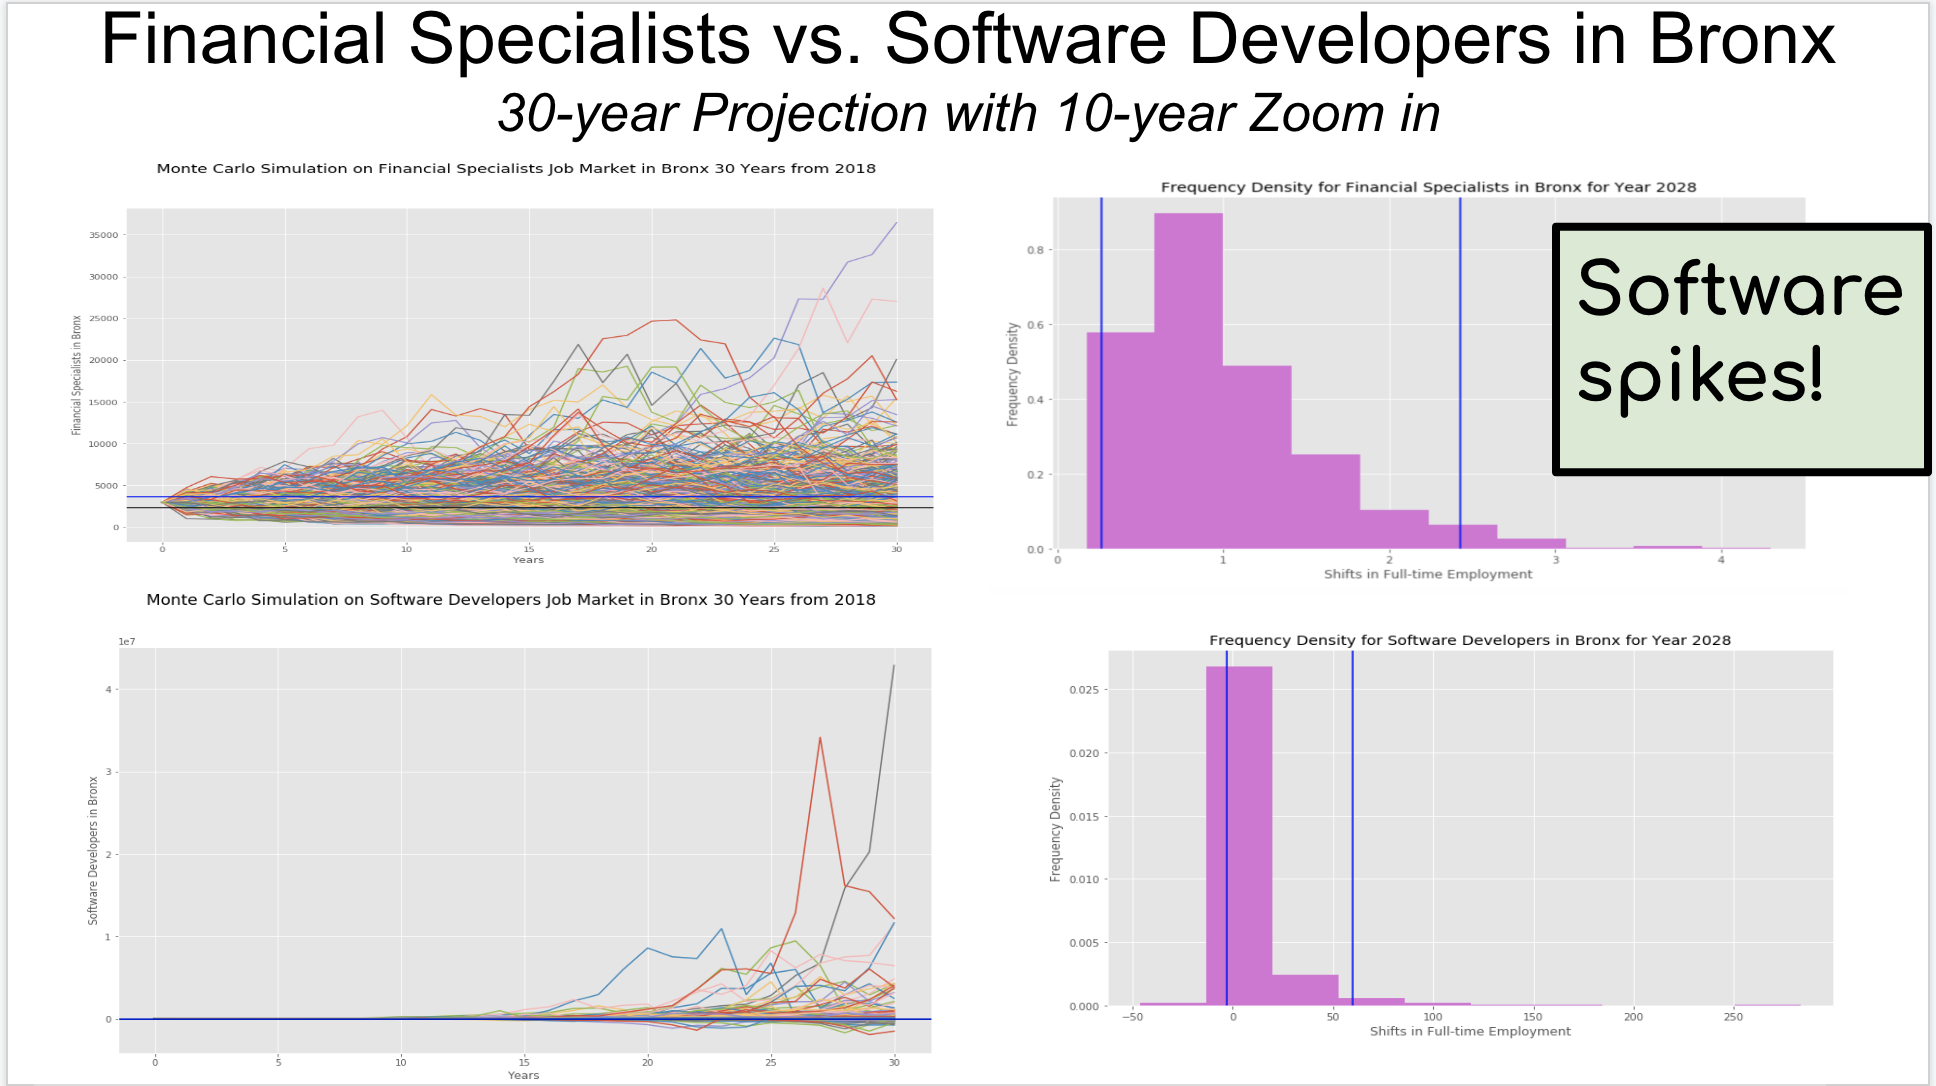 Financial Specialists vs. Software Developers in Bronx
30-year Projection with 10-year Zoom in
Monte Carlo Simulation on Financial Specialists Job Market in Bronx 30 Years from 2018
Financial Specialists in Bronx
35000
30000
25000
20000
15000
10000
5000
0
0 5 10 15 20 25 30
Years
Frequency Density for Financial Specialists in Bronx for Year 2028
Frequency Density
0.8
0.6
0.4
0.2
0.0
0 1 2 3 4
Shifts in Full-time Employment
Software
spikes!
Monte Carlo Simulation on Software Developers Job Market in Bronx 30 Years from 2018
1e7
Software Developers in Bronx
4
3
2
1
0
0 5 10 15 20 25 30
Years
Frequency Density for Software Developers in Bronx for Year 2028
Frequency Density
0.025
0.020
0.015
0.010
0.005
0.000
−50 0 50 100 150 200 250
Shifts in Full-time Employment